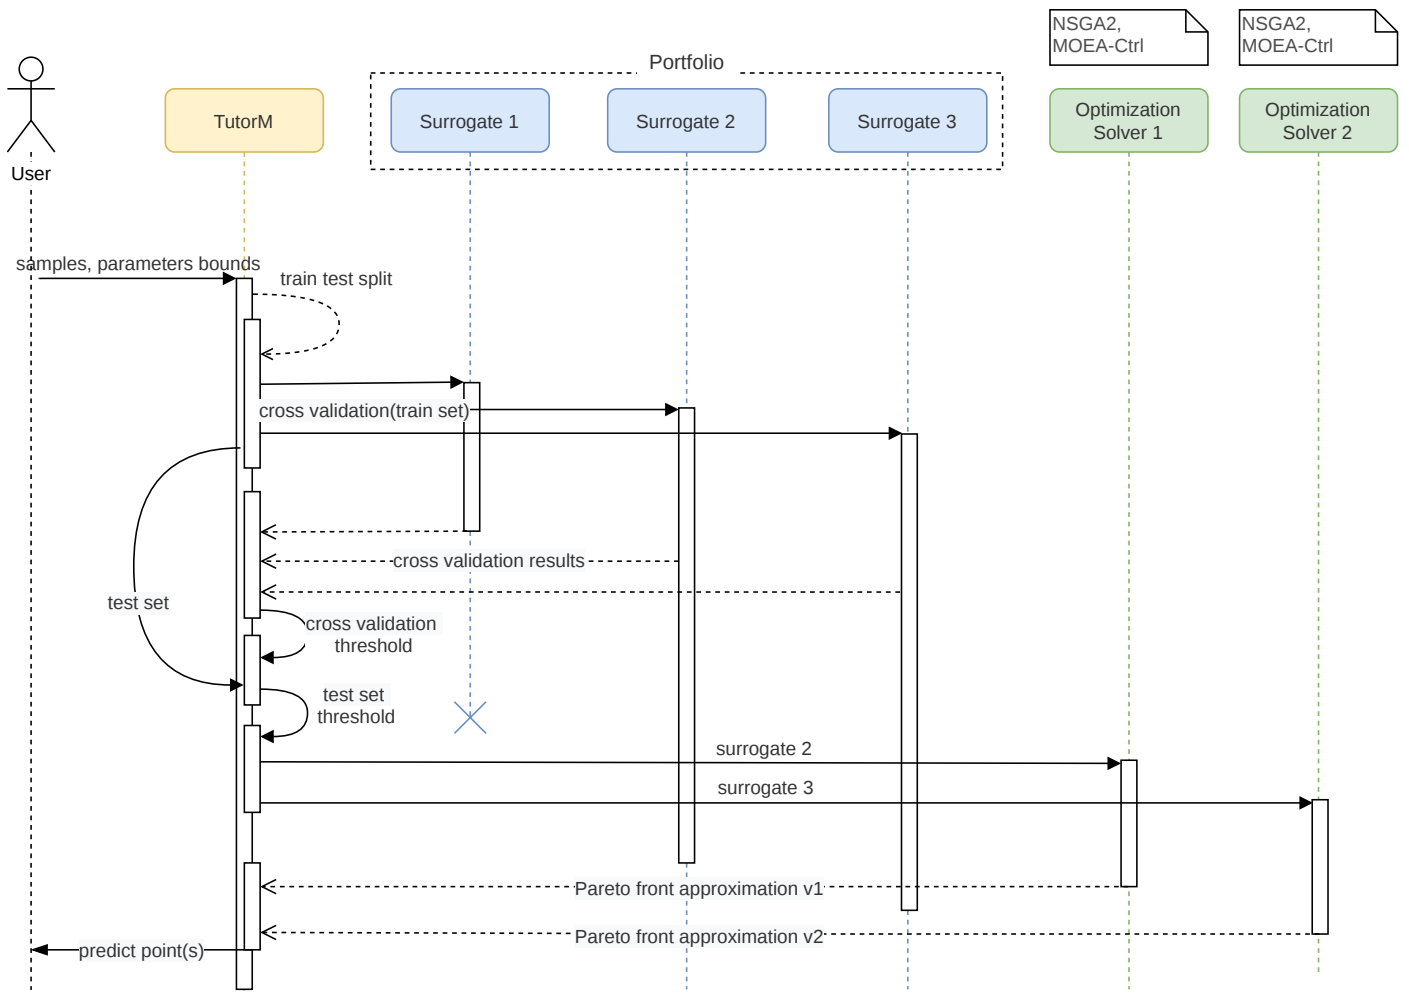 NSGA2,
MOEA-Ctrl
NSGA2,
MOEA-Ctrl
Portfolio
User
TutorM
Surrogate 1
Surrogate 2
Surrogate 3
Optimization
Solver 1
Optimization
Solver 2
samples, parameters bounds
train test split
cross validation(train set)
cross validation results
test set
cross validation
threshold
test set
threshold
surrogate 2
surrogate 3
Pareto front approximation v1
Pareto front approximation v2
predict point(s)